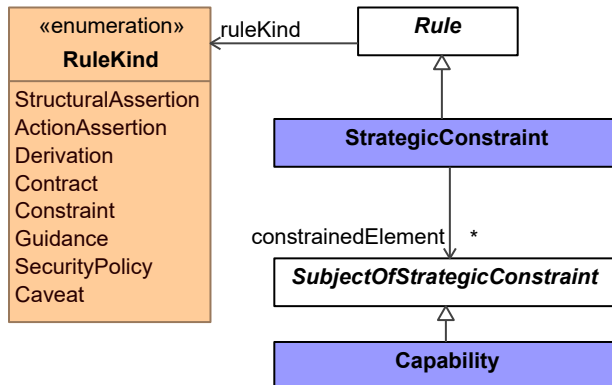 «enumeration»
RuleKind
StructuralAssertion
ActionAssertion
Derivation
Contract
Constraint
Guidance
SecurityPolicy
Caveat
ruleKind
Rule
StrategicConstraint
constrainedElement *
SubjectOfStrategicConstraint
Capability